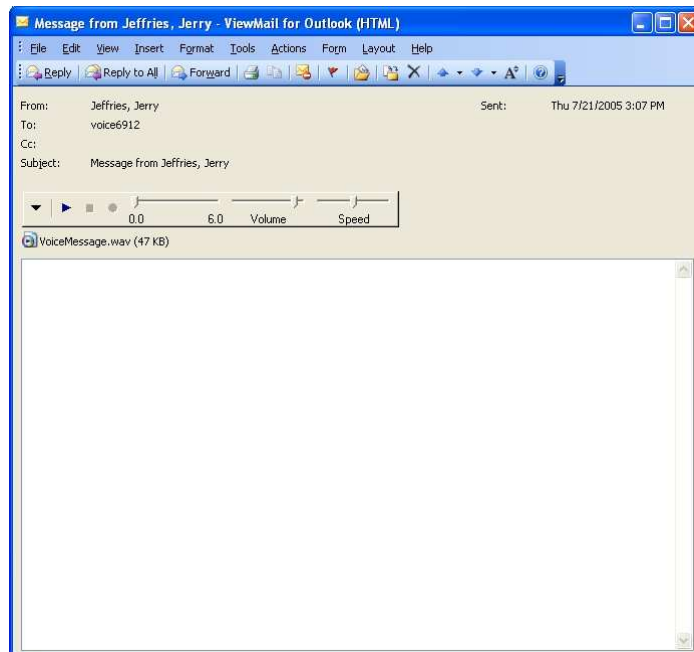 Message from Jeffries, Jerry - ViewMail for Outlook (HTML)
File Edit View Insert Format Tools Actions Form Layout Help
Reply Reply to All Forward A
From: Jeffries, Jerry Sent: Thu 7/21/2005 3:07 PM
To: voice6912
Cc:
Subject: Message from Jeffries, Jerry
0.0 6.0 Volume Speed
VoiceMessage.wav (47 KB)